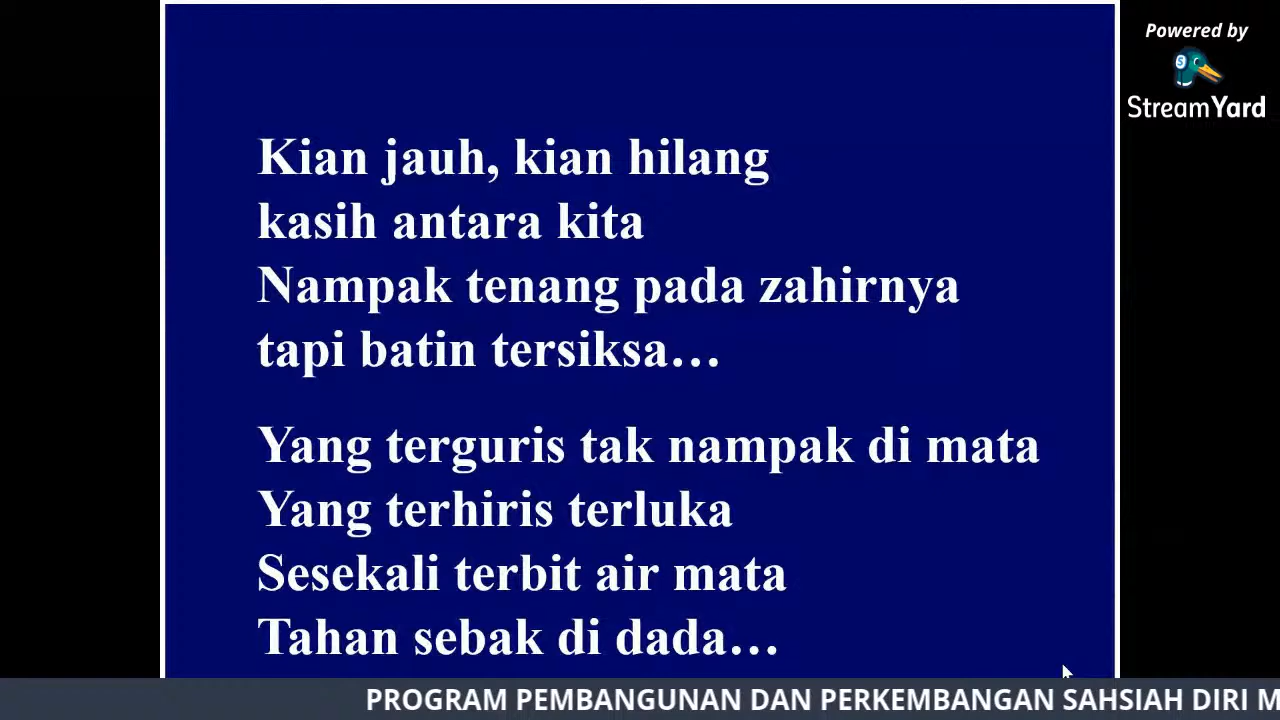 Powered by
StreamYard
Kian jauh, kian hilang
kasih antara kita
Nampak tenang pada zahirnya
tapi batin tersiksa…
Yang terguris tak nampak di mata
Yang terhiris terluka
Sesekali terbit air mata
Tahan sebak di dada…
PROGRAM PEMBANGUNAN DAN PERKEMBANGAN SAHSIAH DIRI M